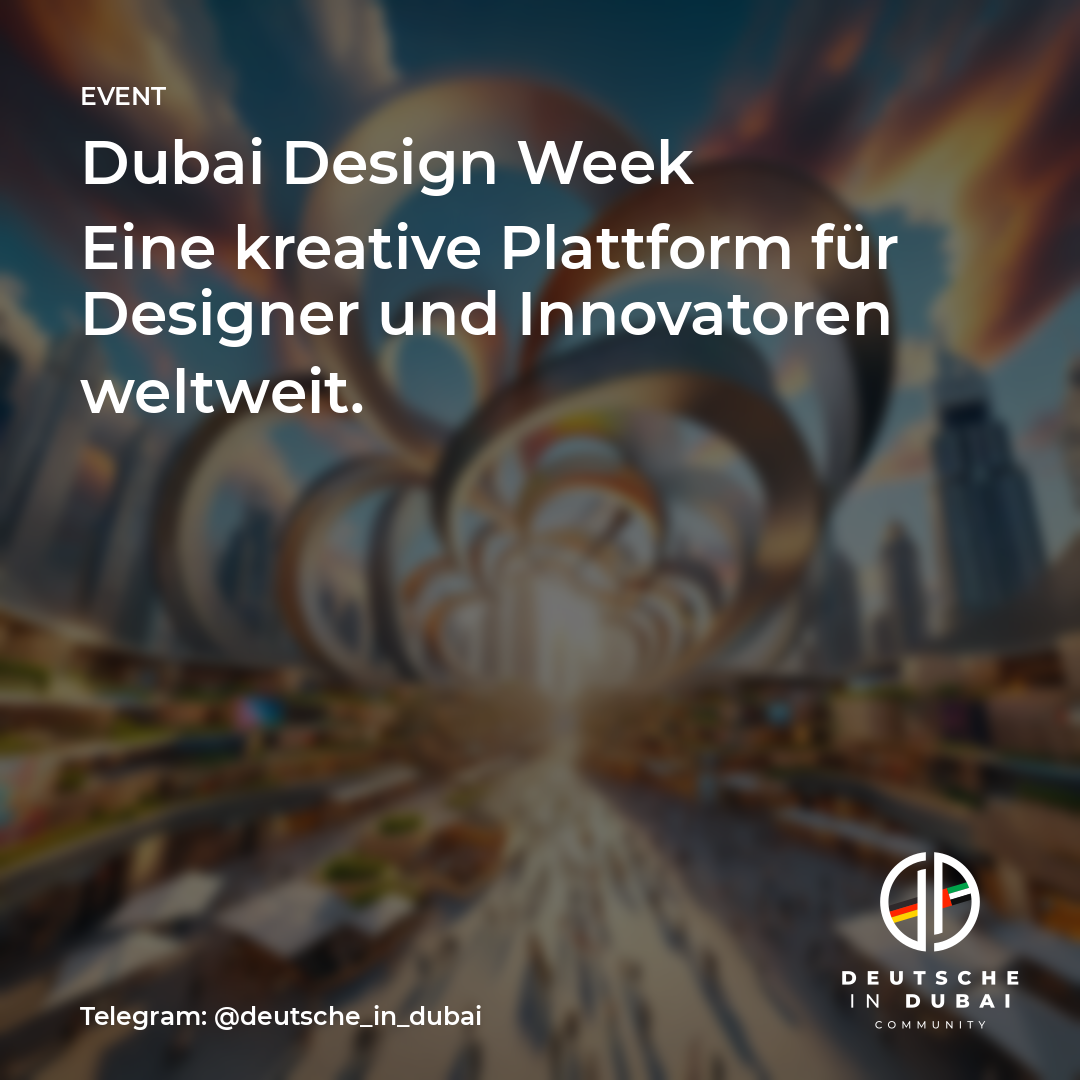 EVENT
Dubai Design Week
Eine kreative Plattform für
Designer und Innovatoren
weltweit.
DEUTSCHE
IN DUBAI
COMMUNITY
Telegram: @deutsche_in_dubai